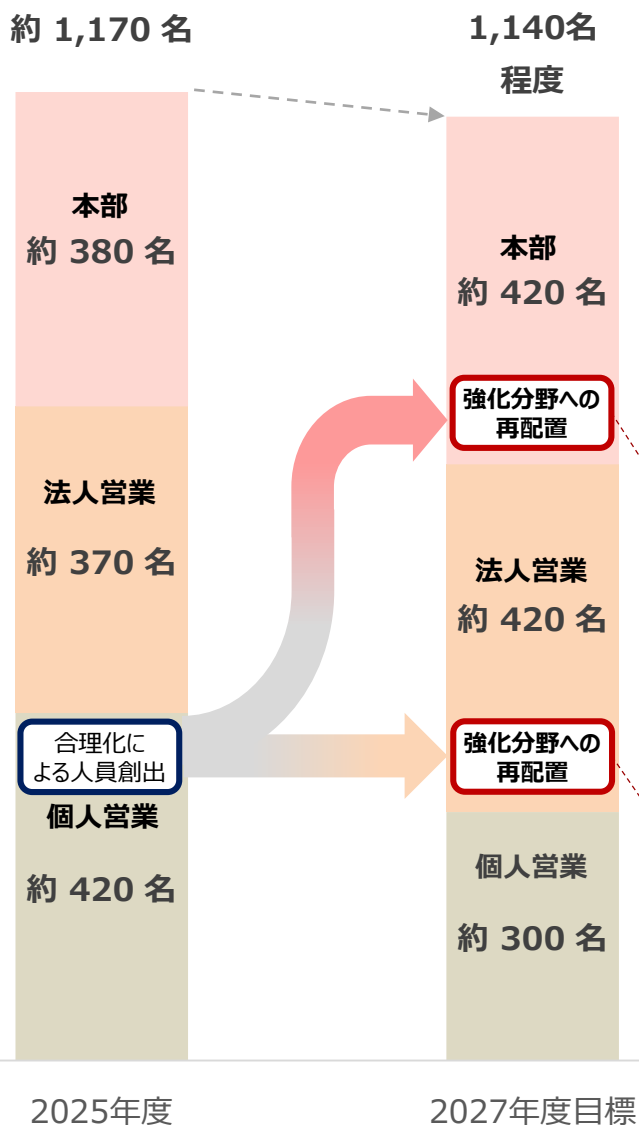 約 1,170 名
本部
約 380 名
法人営業
約 370 名
合理化に
よる人員創出
個人営業
約 420 名
2025年度
1,140名
程度
本部
約 420 名
強化分野への
再配置
法人営業
約 420 名
強化分野への
再配置
個人営業
約 300 名
2027年度目標